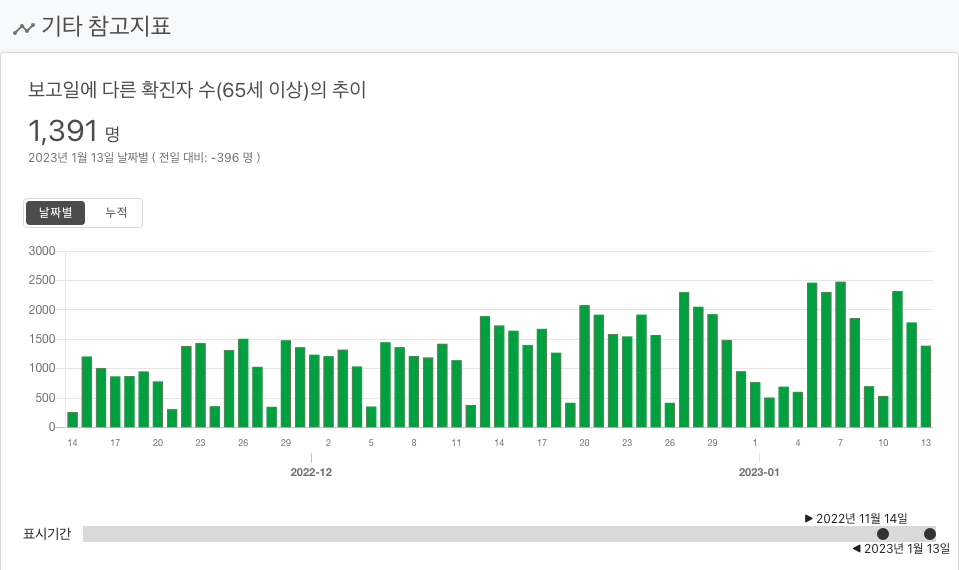 기타 참고지표
보고일에 다른 확진자 수(65세 이상)의 추이
1,391 명
2023년 1월 13일 날짜별 ( 전일 대비: -396 명 )
날짜별 누적
3000
2500
2000
1500
1000
500
0
14 17 20 23 26 29 2 5 8 11 14 17 20 23 26 29 1 4 7 10 13
2022-12 2023-01
▶ 2022년 11월 14일
표시기간
◀ 2023년 1월 13일